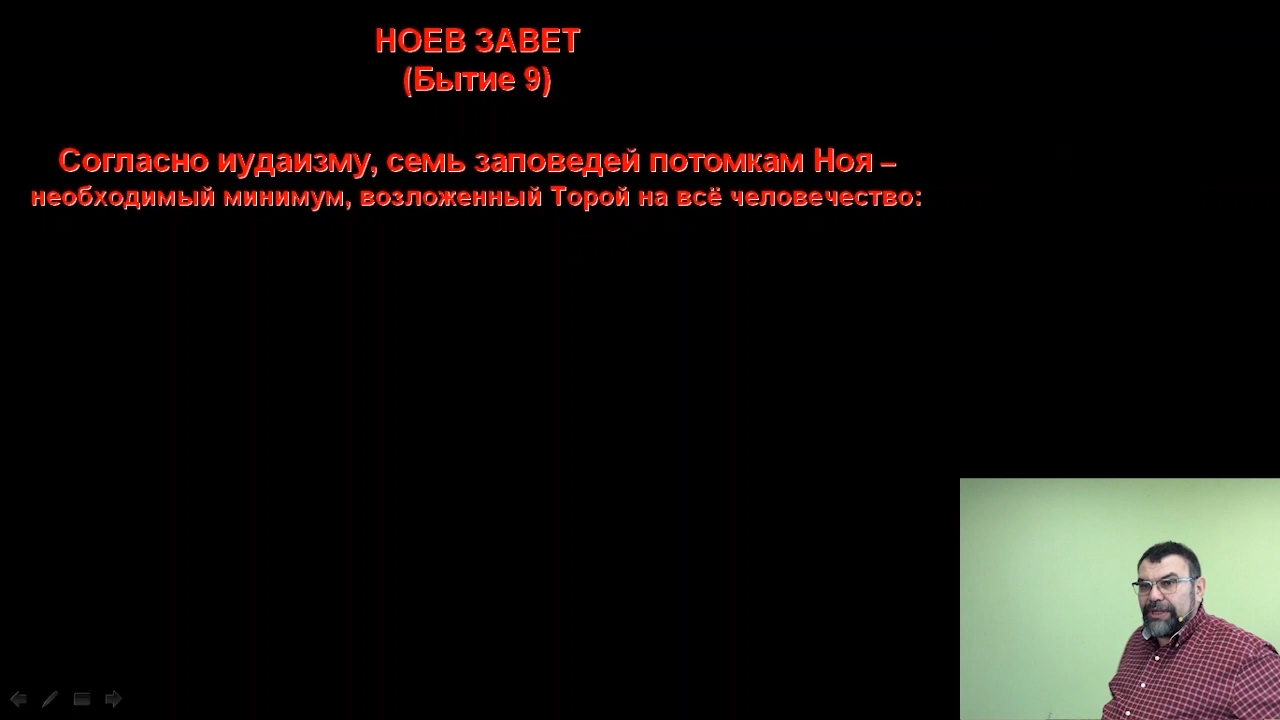 НОЕВ ЗАВЕТ
(Бытие 9)
Согласно иудаизму, семь заповедей потомкам Ноя –
необходимый минимум, возложенный Торой на всё человечество: